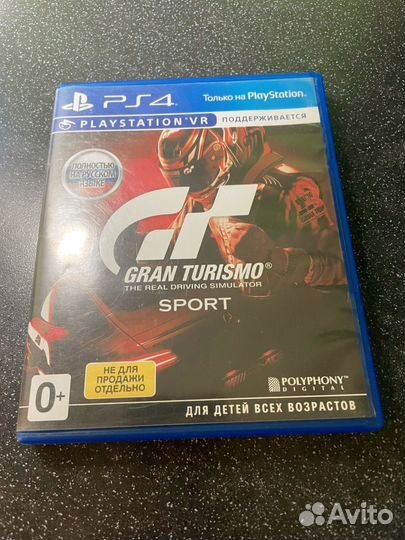 PS4
Только на PlayStation®
PLAYSTATION®VR
ПОДДЕРЖИВАЕТСЯ
ПОЛНОСТЬЮ
НА РУССКОМ
ЯЗЫКЕ
GT
GRAN TURISMO®
THE REAL DRIVING SIMULATOR
SPORT
НЕ ДЛЯ
ПРОДАЖИ
ОТДЕЛЬНО
0+
POLYPHONY
DIGITAL
ДЛЯ ДЕТЕЙ ВСЕХ ВОЗРАСТОВ
Avito